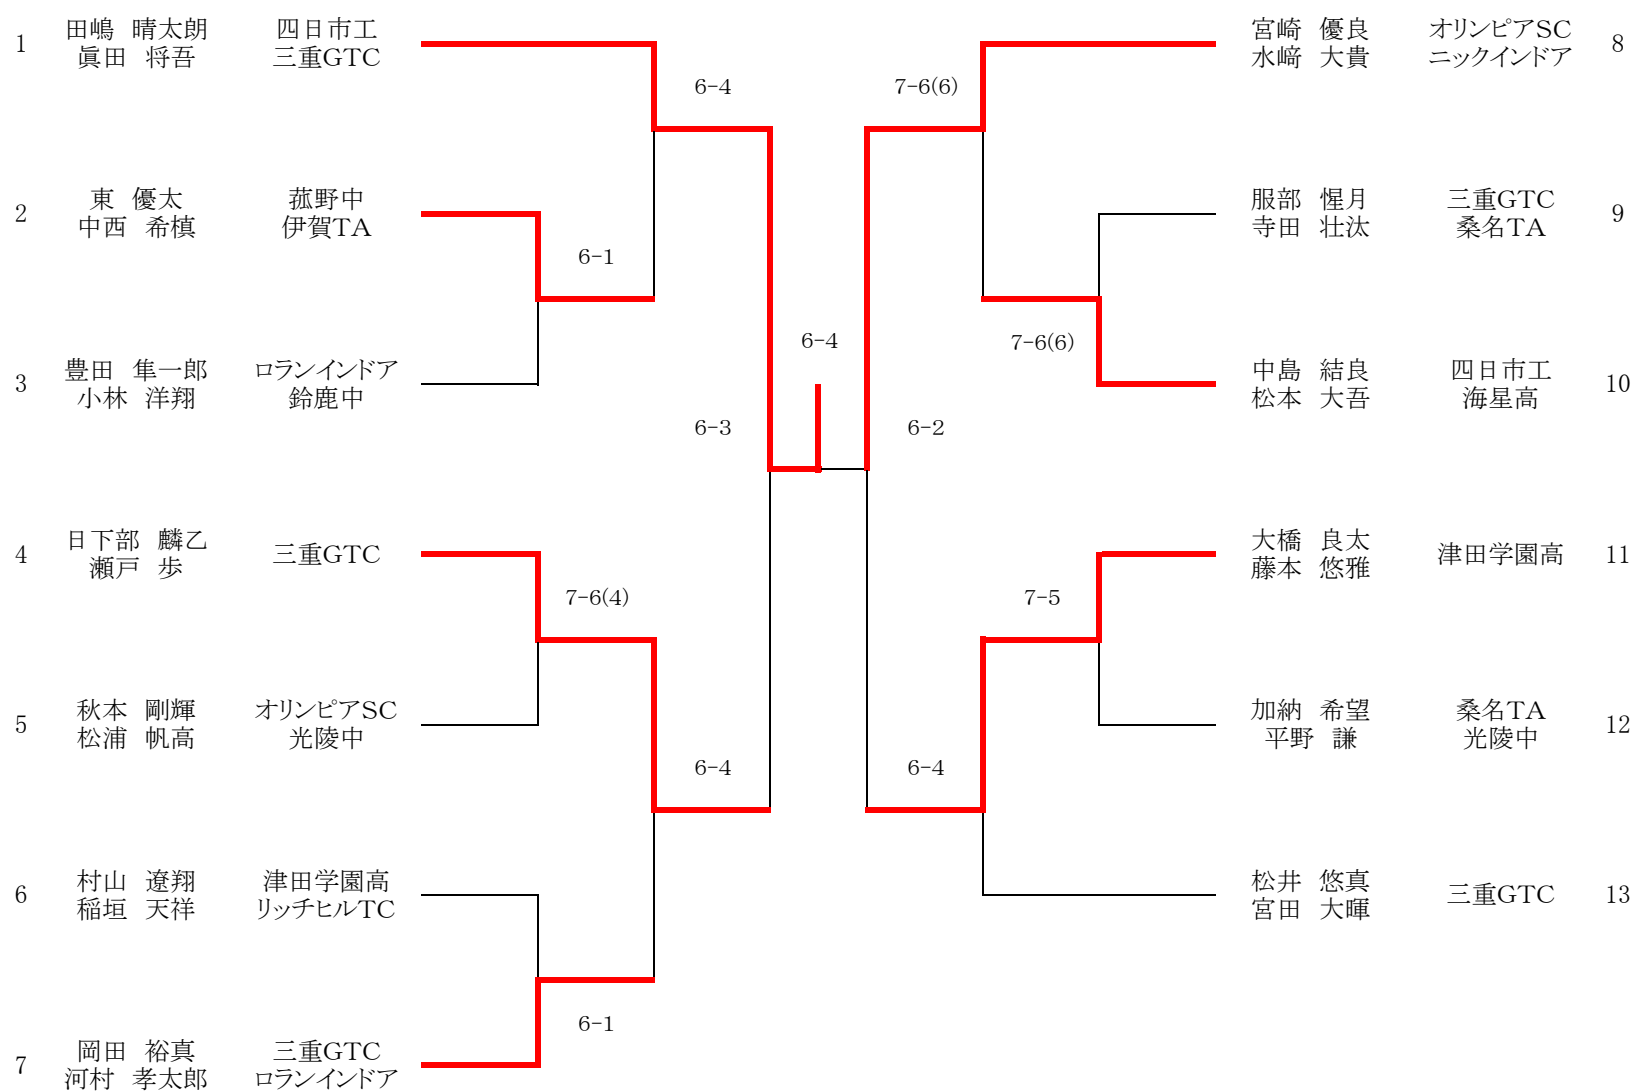 1 田嶋 晴太朗 四日市工
眞田 将吾 三重GTC
6-4
2 東 優太 菰野中
中西 希槙 伊賀TA
6-1
3 豊田 隼一郎 ロランインドア
小林 洋翔 鈴鹿中
6-3
4 日下部 麟乙 三重GTC
瀬戸 歩
7-6(4)
5 秋本 剛輝 オリンピアSC
松浦 帆高 光陵中
6-4
6 村山 遼翔 津田学園高
稲垣 天祥 リッチヒルTC
6-1
7 岡田 裕真 三重GTC
河村 孝太郎 ロランインドア
6-4
宮崎 優良 オリンピアSC 8
水﨑 大貴 ニックインドア
7-6(6)
服部 惺月 三重GTC 9
寺田 壮汰 桑名TA
7-6(6)
中島 結良 四日市工 10
松本 大吾 海星高
6-2
大橋 良太 津田学園高 11
藤本 悠雅
7-5
加納 希望 桑名TA 12
平野 謙 光陵中
6-4
松井 悠真 三重GTC 13
宮田 大暉